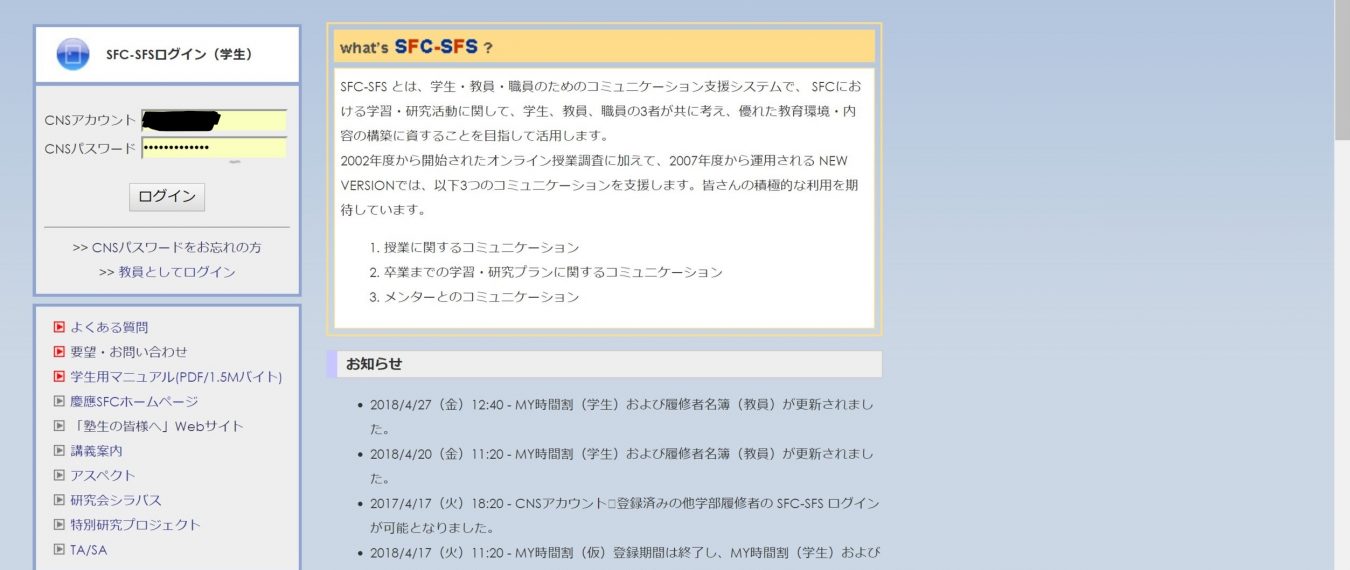 SFC-SFSログイン（学生）
CNSアカウント
CNSパスワード
ログイン
>> CNSパスワードをお忘れの方
>> 教員としてログイン
よくある質問
要望・お問い合わせ
学生用マニュアル(PDF/1.5Mバイト)
慶應SFCホームページ
「塾生の皆様へ」Webサイト
講義案内
アスペクト
研究会シラバス
特別研究プロジェクト
TA/SA
what's SFC-SFS ?
SFC-SFS とは、学生・教員・職員のためのコミュニケーション支援システムで、 SFCにお
ける学習・研究活動に関して、学生、教員、職員の3者が共に考え、優れた教育環境・内
容の構築に資することを目指して活用します。
2002年度から開始されたオンライン授業調査に加えて、2007年度から運用される NEW
VERSIONでは、以下3つのコミュニケーションを支援します。皆さんの積極的な利用を期
待しています。
1. 授業に関するコミュニケーション
2. 卒業までの学習・研究プランに関するコミュニケーション
3. メンターとのコミュニケーション
お知らせ
• 2018/4/27（金）12:40 - MY時間割（学生）および履修者名簿（教員）が更新されまし
た。
• 2018/4/20（金）11:20 - MY時間割（学生）および履修者名簿（教員）が更新されまし
た。
• 2017/4/17（火）18:20 - CNSアカウント□登録済みの他学部履修者の SFC-SFS ログイン
が可能となりました。
• 2018/4/17（火）11:20 - MY時間割（仮）登録期間は終了し、MY時間割（学生）および